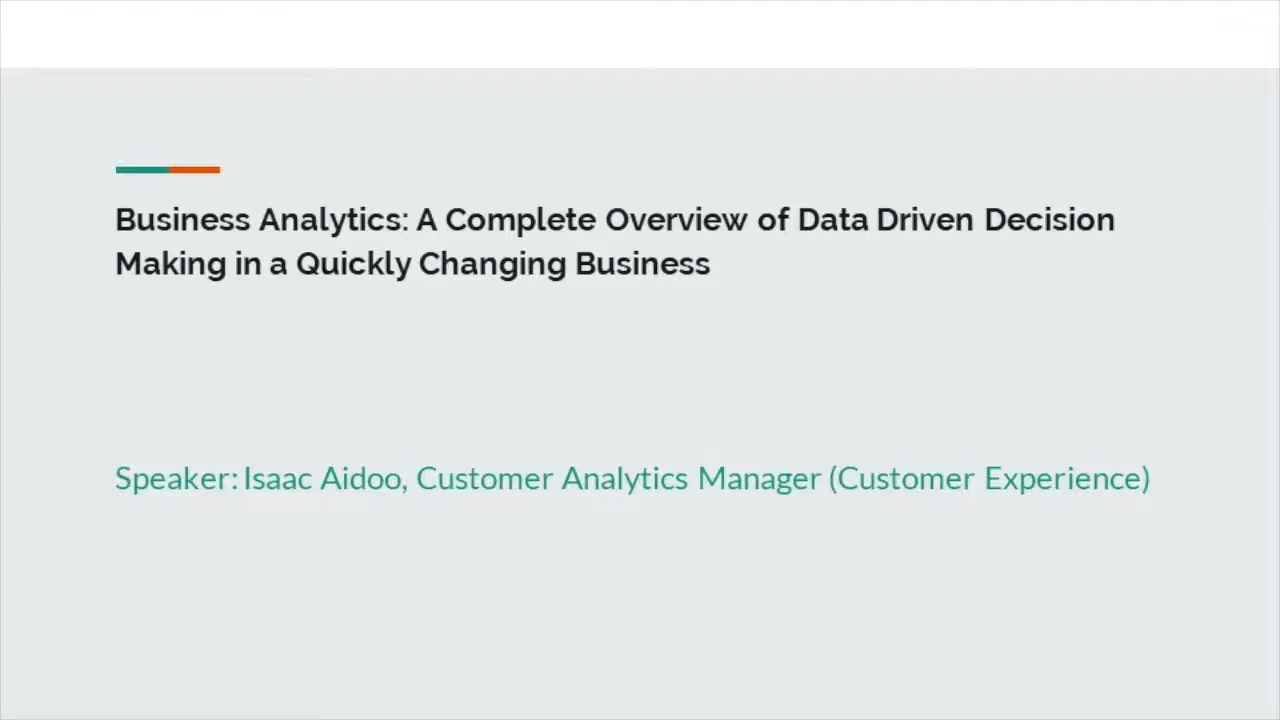 Business Analytics: A Complete Overview of Data Driven Decision
Making in a Quickly Changing Business
Speaker: Isaac Aidoo, Customer Analytics Manager (Customer Experience)